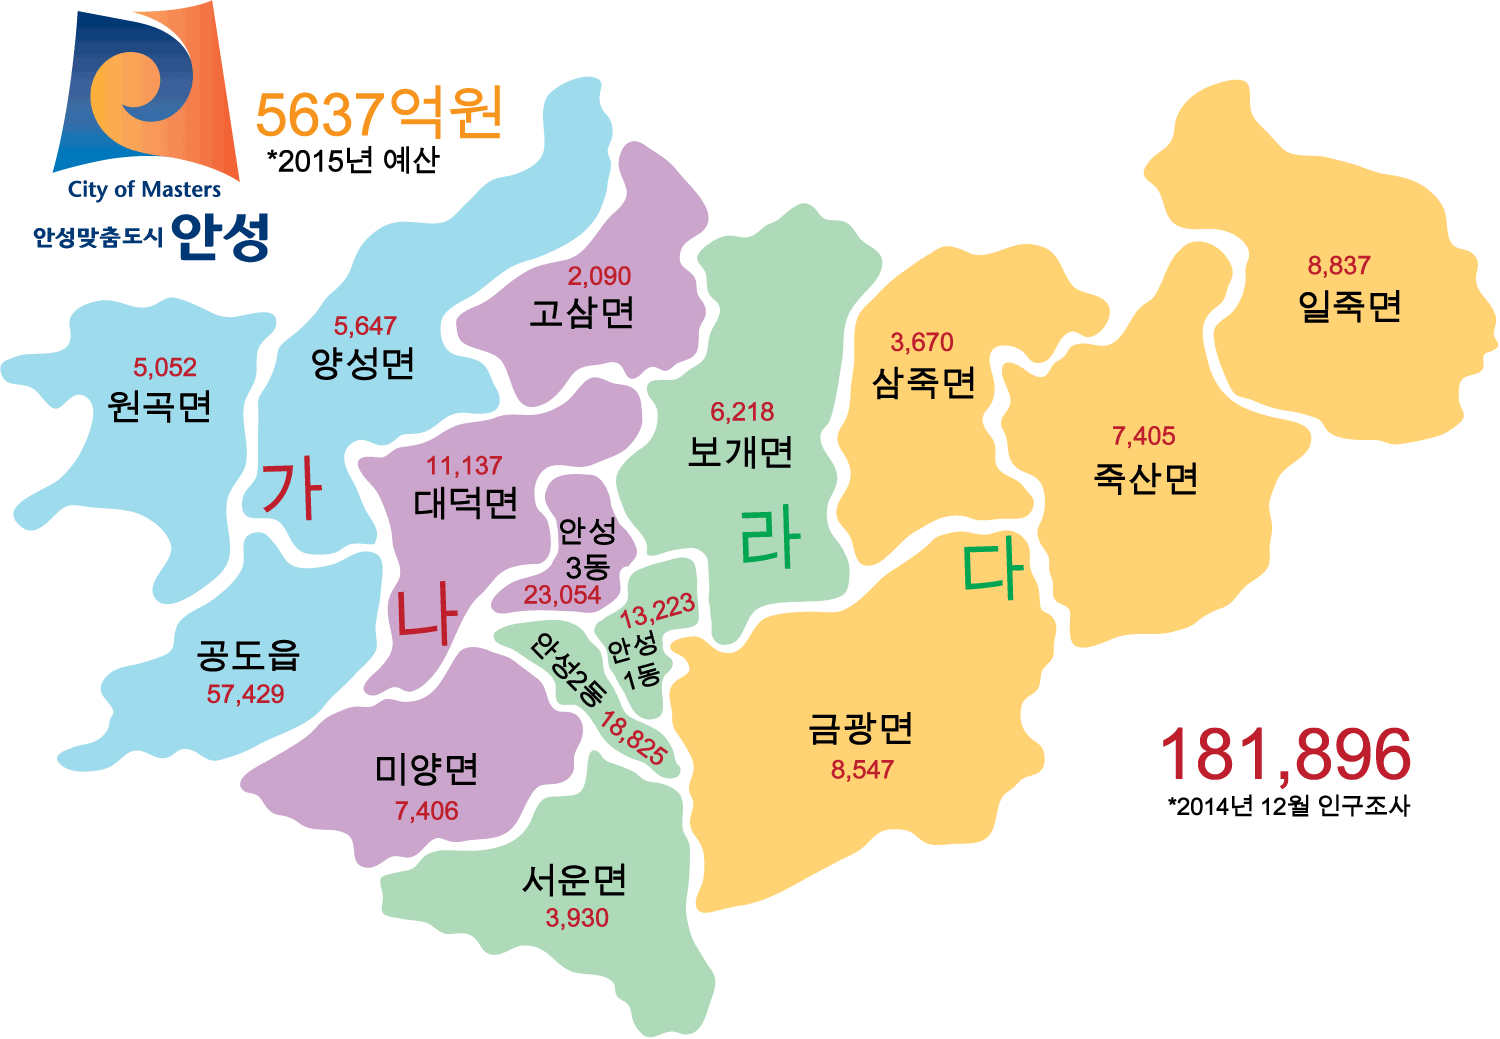 5637억원
*2015년 예산
City of Masters
안성맞춤도시 안성
2,090
고삼면
5,647
양성면
5,052
원곡면
8,837
일죽면
3,670
삼죽면
6,218
보개면
7,405
죽산면
11,137
대덕면
가
안성
3동
23,054
라
다
나
13,223
안성
1동
안성2동
18,825
공도읍
57,429
미양면
7,406
금광면
8,547
181,896
*2014년 12월 인구조사
서운면
3,930